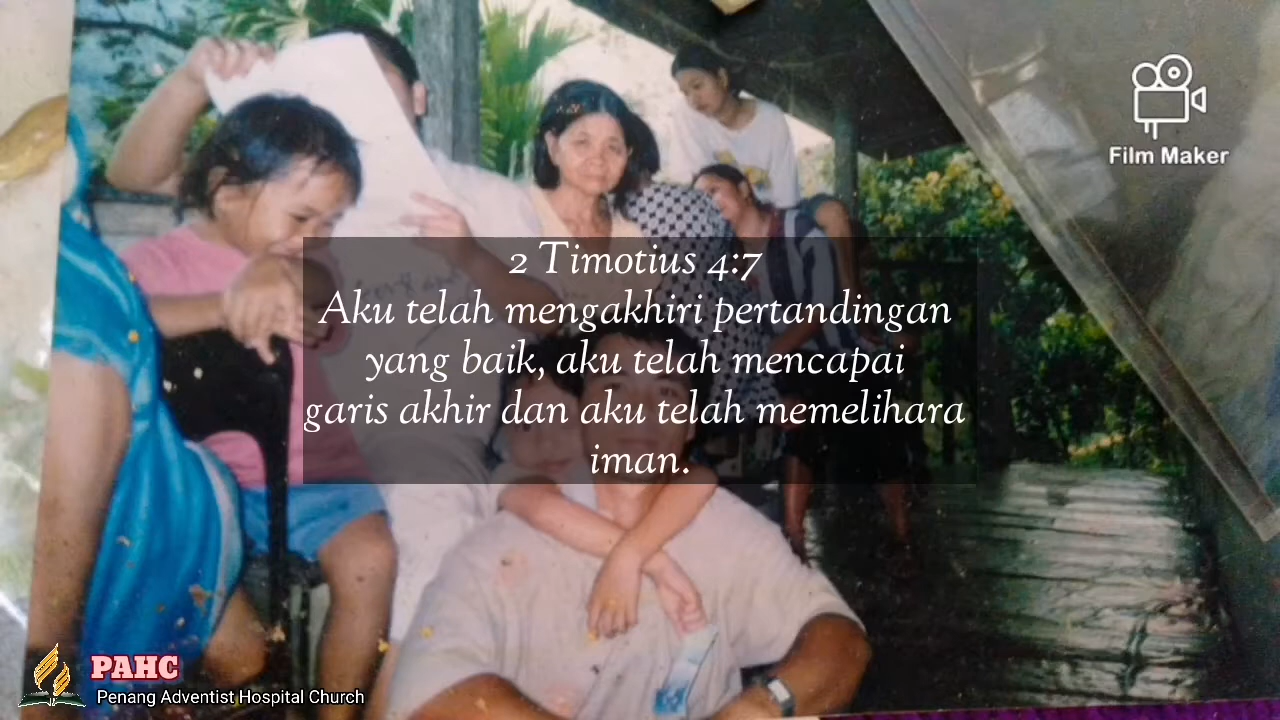 Film Maker
2 Timotius 4:7
Aku telah mengakhiri pertandingan
yang baik, aku telah mencapai
garis akhir dan aku telah memelihara
iman.
PAHC
Penang Adventist Hospital Church